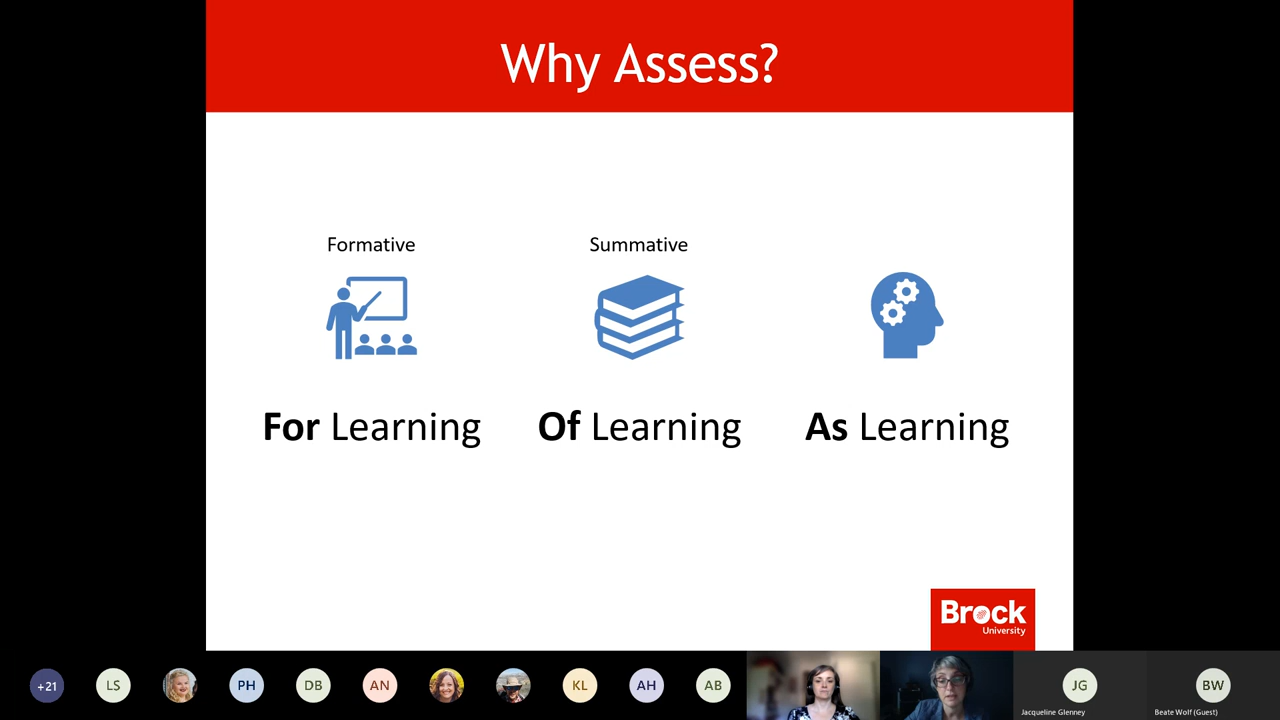 Why Assess?
Formative
Summative
For Learning
Of Learning
As Learning
Brock
University
+21
LS
PH
DB
AN
KL
AH
AB
JG
BW
Jacqueline Glenney
Beate Wolf (Guest)